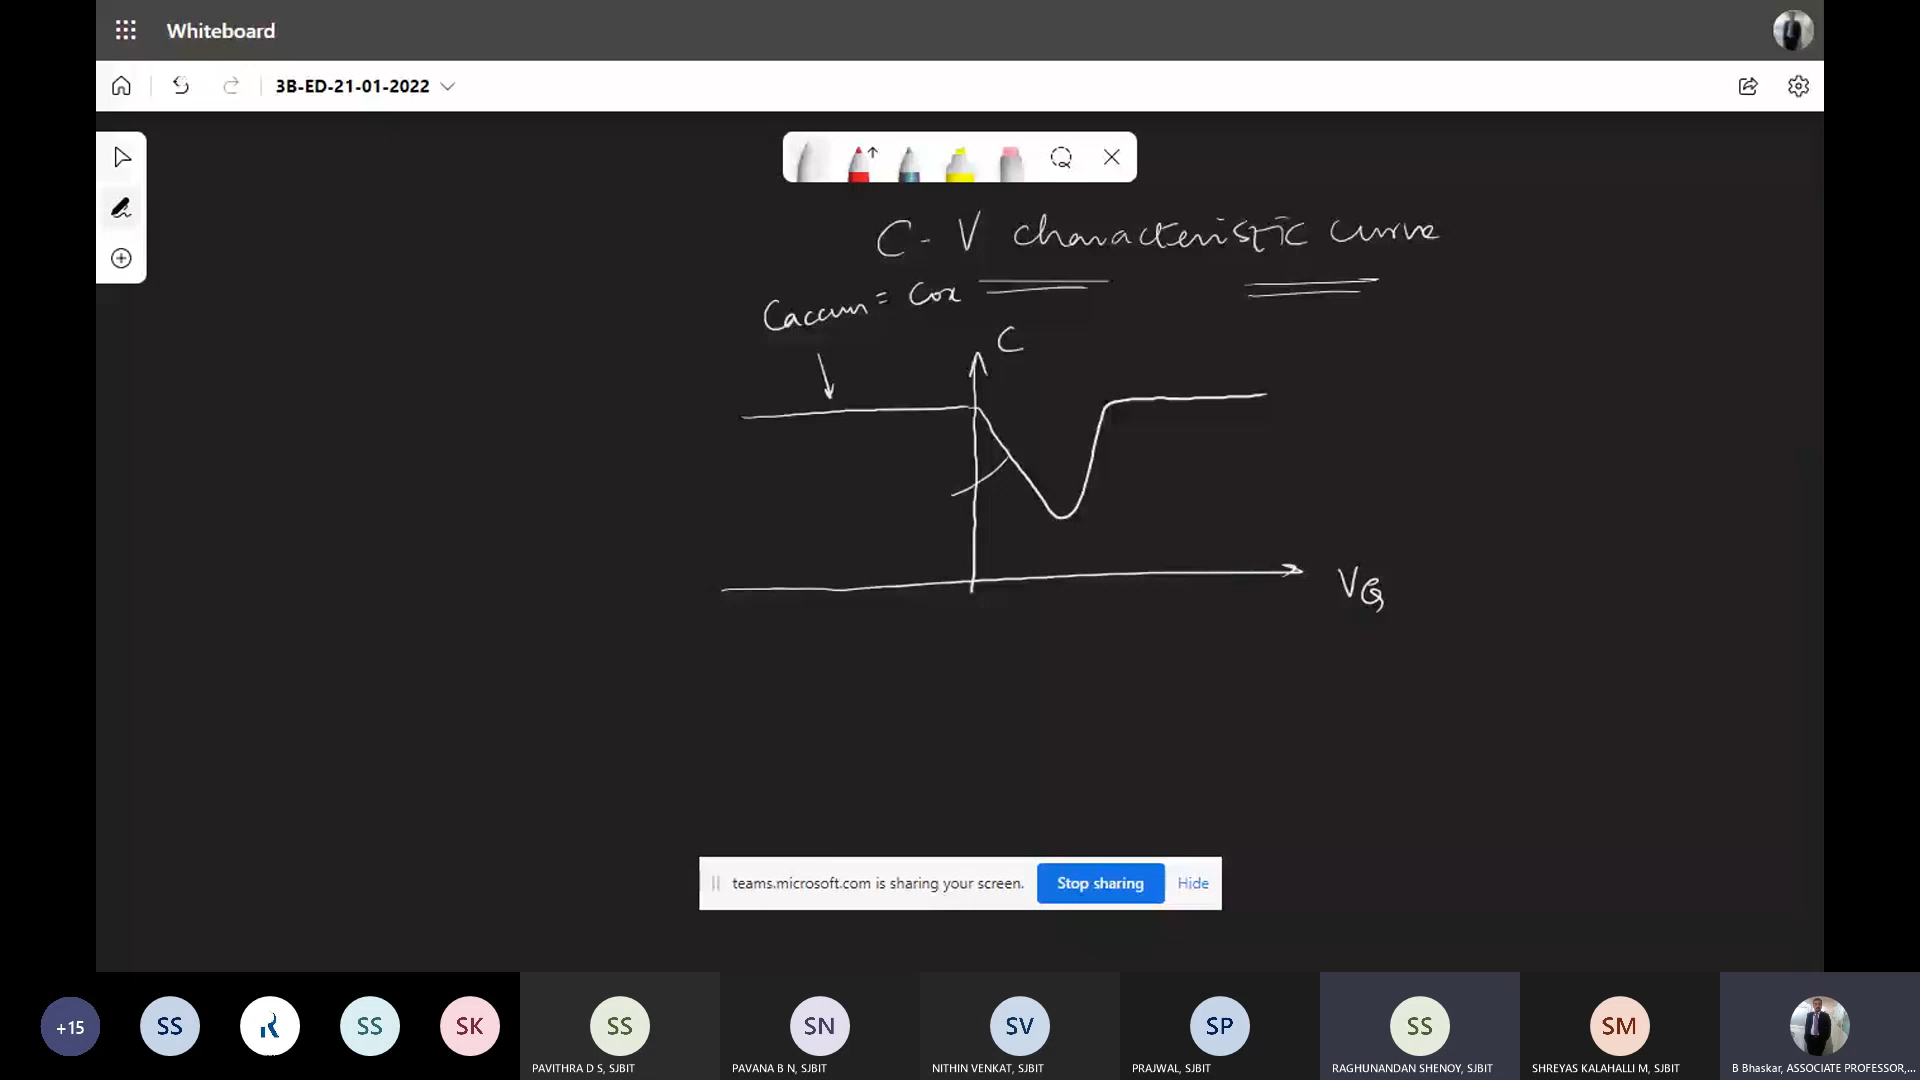 Whiteboard
3B-ED-21-01-2022
C - V characteristic curve
Caccum = Cox
C
VG
teams.microsoft.com is sharing your screen.
Stop sharing
Hide
+15
SS
SS
SK
SS
SN
SV
SP
SS
SM
PAVITHRA D S, SJBIT
PAVANA B N, SJBIT
NITHIN VENKAT, SJBIT
PRAJWAL, SJBIT
RAGHUNANDAN SHENOY, SJBIT
SHREYAS KALAHALLI M, SJBIT
B Bhaskar, ASSOCIATE PROFESSOR,...